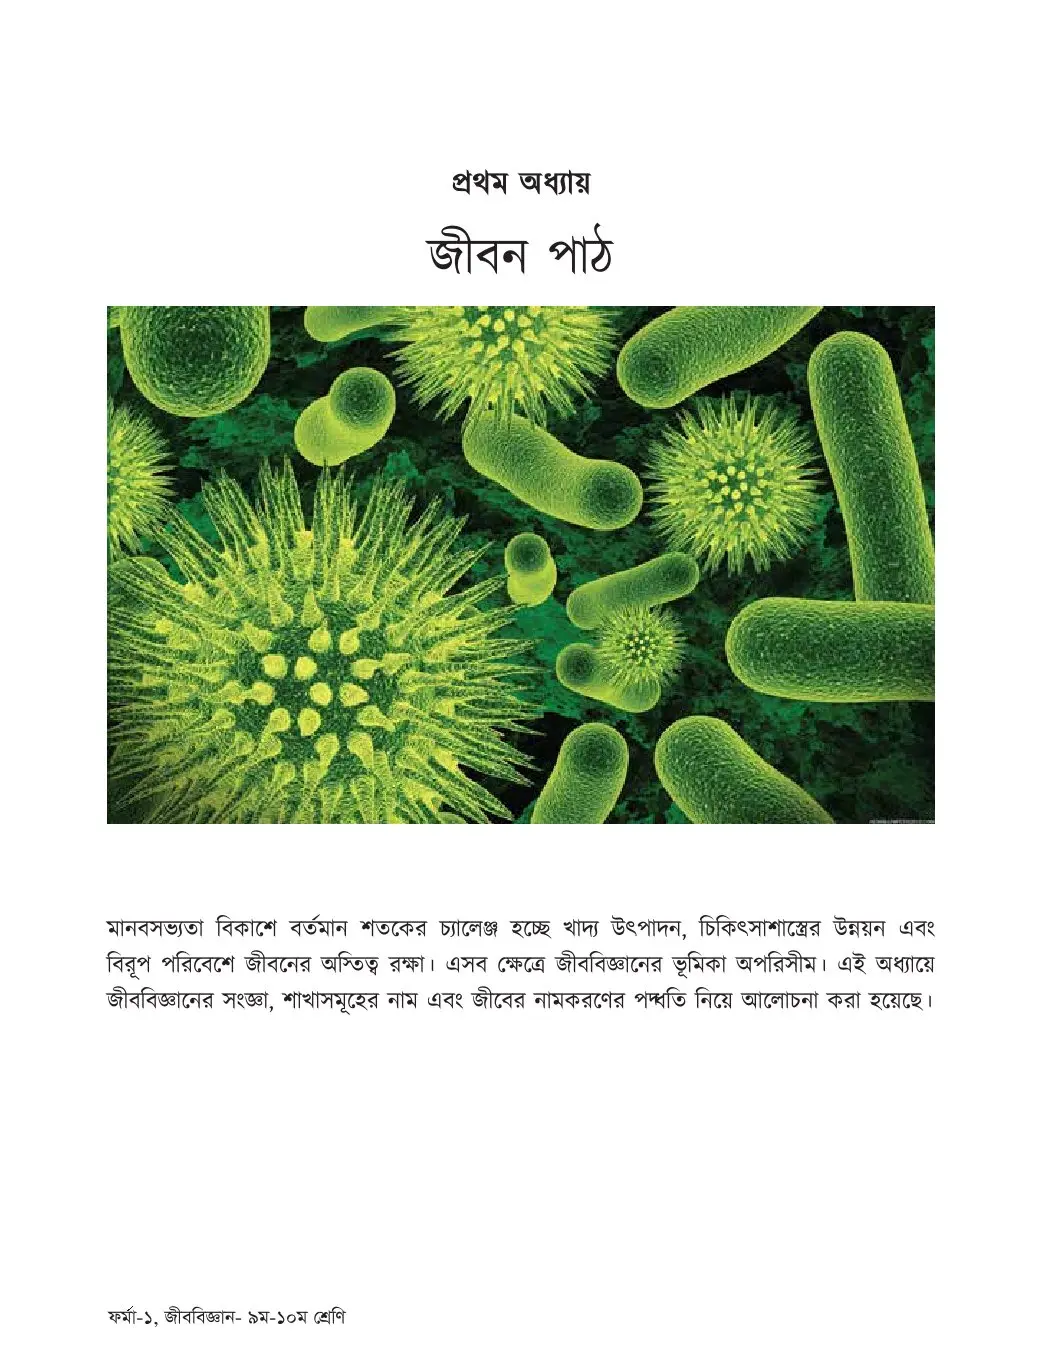 প্রথম অধ্যায়
জীবন পাঠ
মানবসভ্যতা বিকাশে বর্তমান শতকের চ্যালেঞ্জ হচ্ছে খাদ্য উৎপাদন, চিকিৎসাশাস্ত্রের উন্নয়ন এবং
বিরূপ পরিবেশে জীবনের অস্তিত্ব রক্ষা। এসব ক্ষেত্রে জীববিজ্ঞানের ভূমিকা অপরিসীম। এই অধ্যায়ে
জীববিজ্ঞানের সংজ্ঞা, শাখাসমূহের নাম এবং জীবের নামকরণের পদ্ধতি নিয়ে আলোচনা করা হয়েছে।
ফর্মা-১, জীববিজ্ঞান- ৯ম-১০ম শ্রেণি